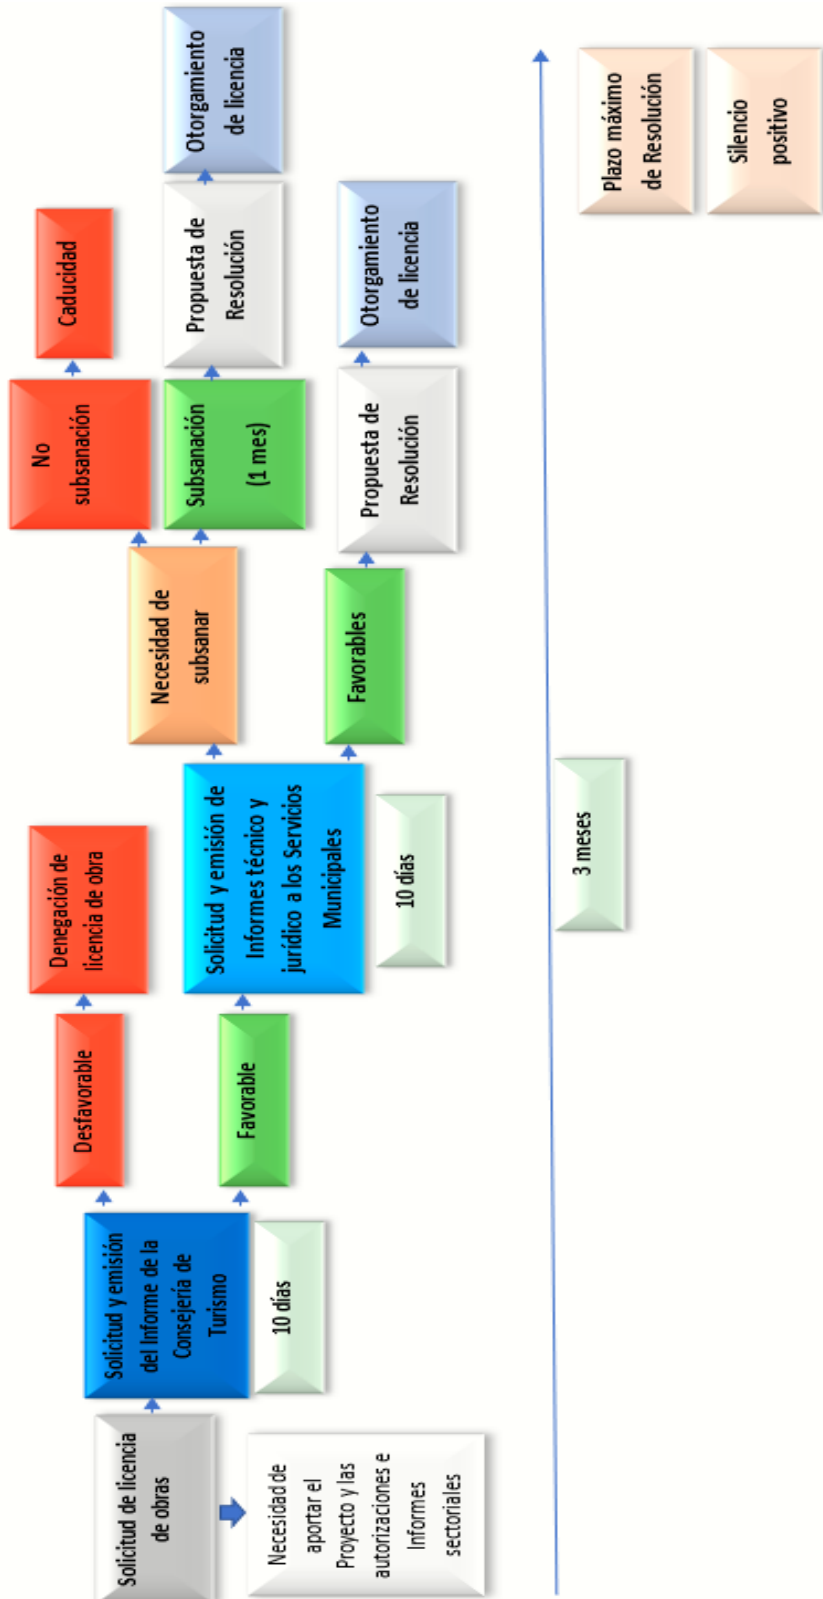 Solicitud de licencia
de obras
Necesidad de
aportar el
Proyecto y las
autorizaciones e
Informes
sectoriales
Solicitud y emisión
del Informe de la
Consejería de
Turismo
10 días
Desfavorable
Denegación de
licencia de obra
Favorable
Solicitud y emisión de
Informes técnico y
jurídico a los Servicios
Municipales
10 días
Necesidad de
subsanar
No
subsanación
Caducidad
Subsanación
(1 mes)
Propuesta de
Resolución
Otorgamiento
de licencia
Favorables
Propuesta de
Resolución
Otorgamiento
de licencia
3 meses
Plazo máximo
de Resolución
Silencio
positivo